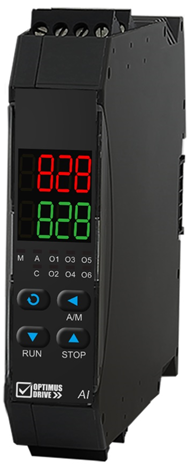 828
828
M A O1 O3 O5
C O2 O4 O6
A/M
RUN STOP
OPTIMUS
DRIVE >>
AI